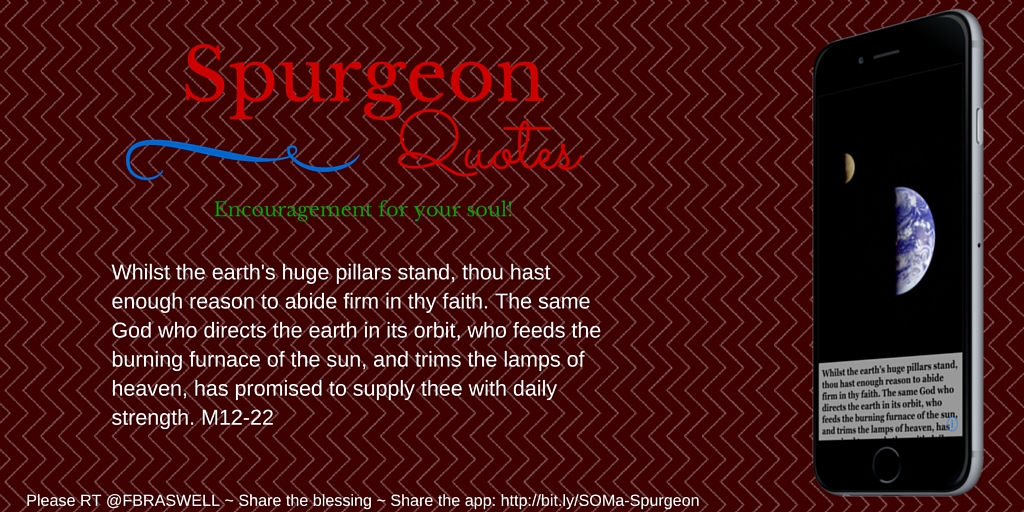 Spurgeon
Quotes
Encouragement for your soul!
Whilst the earth's huge pillars stand, thou hast
enough reason to abide firm in thy faith. The same
God who directs the earth in its orbit, who feeds the
burning furnace of the sun, and trims the lamps of
heaven, has promised to supply thee with daily
strength. M12-22
Please RT @FBRASWELL ~ Share the blessing ~ Share the app: http://bit.ly/SOMa-Spurgeon
Whilst the earth's huge pillars stand,
thou hast enough reason to abide
firm in thy faith. The same God who
directs the earth in its orbit, who
feeds the burning furnace of the sun,
and trims the lamps of heaven, has